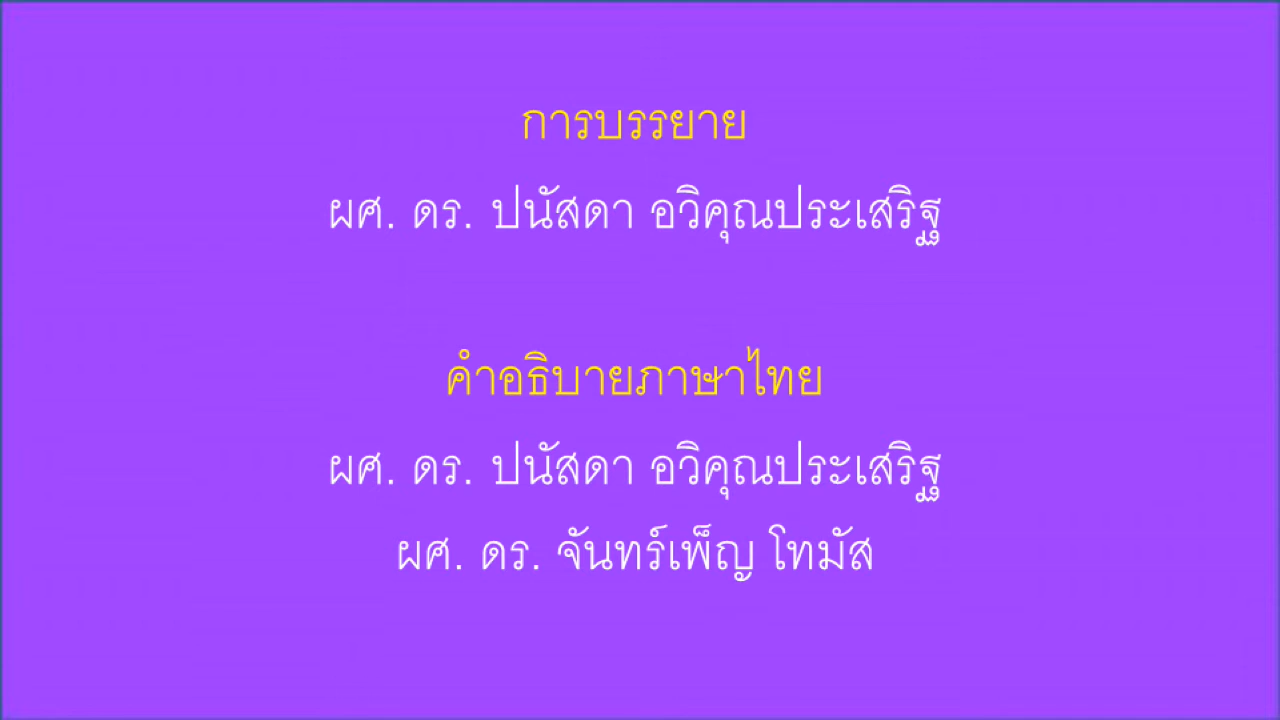 การบรรยาย
ผศ. ดร. ปนัสดา อวิคุณประเสริฐ
คำอธิบายภาษาไทย
ผศ. ดร. ปนัสดา อวิคุณประเสริฐ
ผศ. ดร. จันทร์เพ็ญ โทมัส